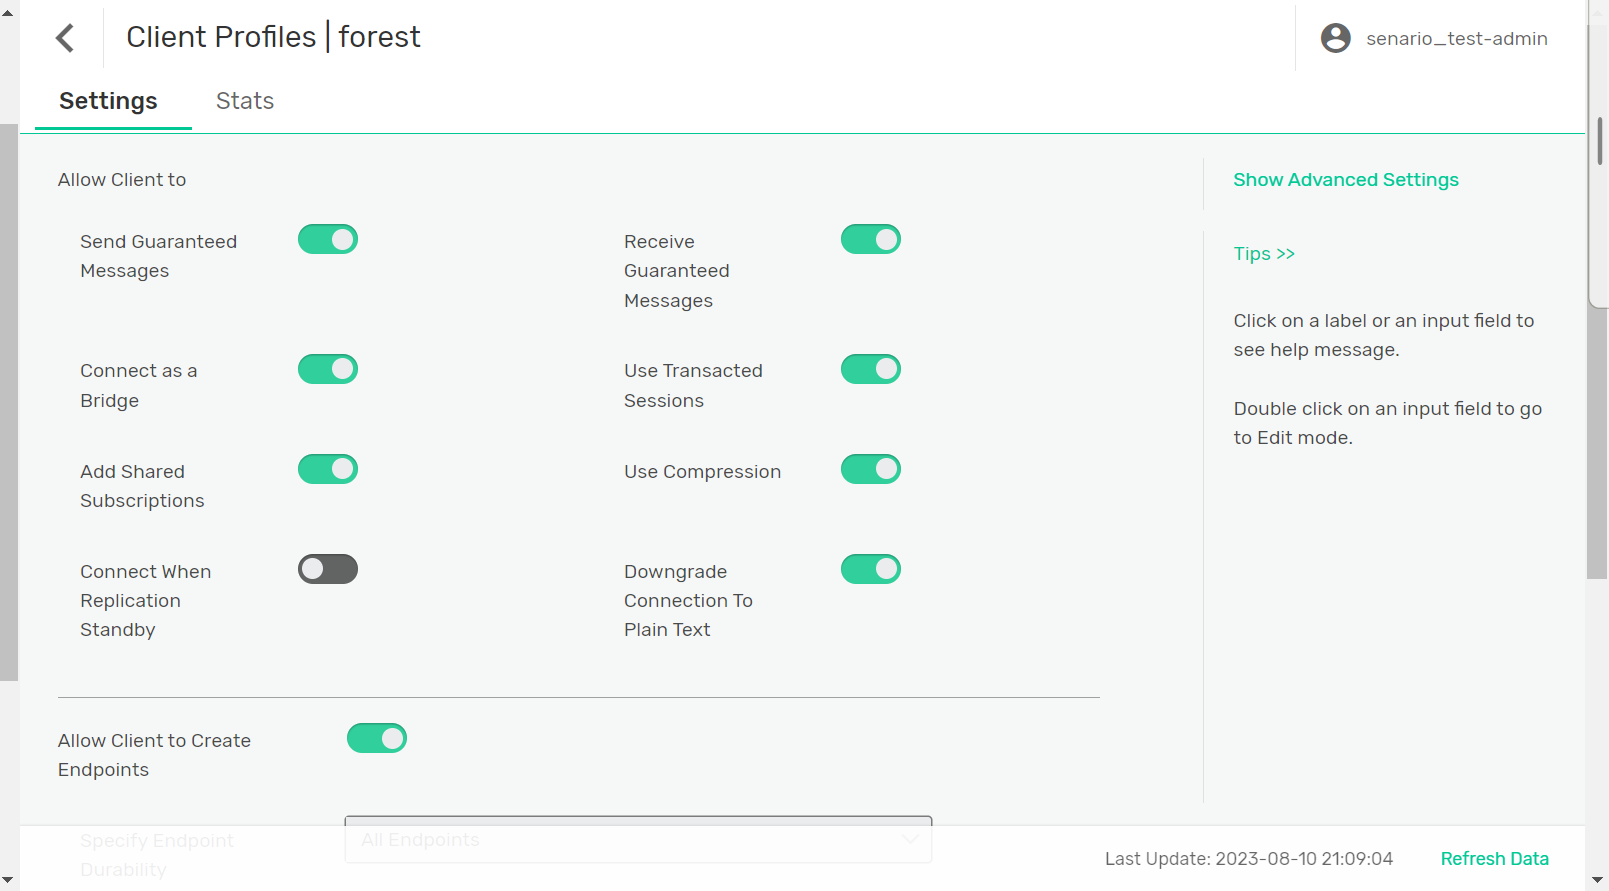 Client Profiles | forest
senario_test-admin
Settings
Stats
Allow Client to
Show Advanced Settings
Send Guaranteed
Messages
Receive
Guaranteed
Messages
Tips >>
Click on a label or an input field to
see help message.
Connect as a
Bridge
Use Transacted
Sessions
Double click on an input field to go
to Edit mode.
Add Shared
Subscriptions
Use Compression
Connect When
Replication
Standby
Downgrade
Connection To
Plain Text
Allow Client to Create
Endpoints
Specify Endpoint
Durability
All Endpoints
Last Update: 2023-08-10 21:09:04
Refresh Data